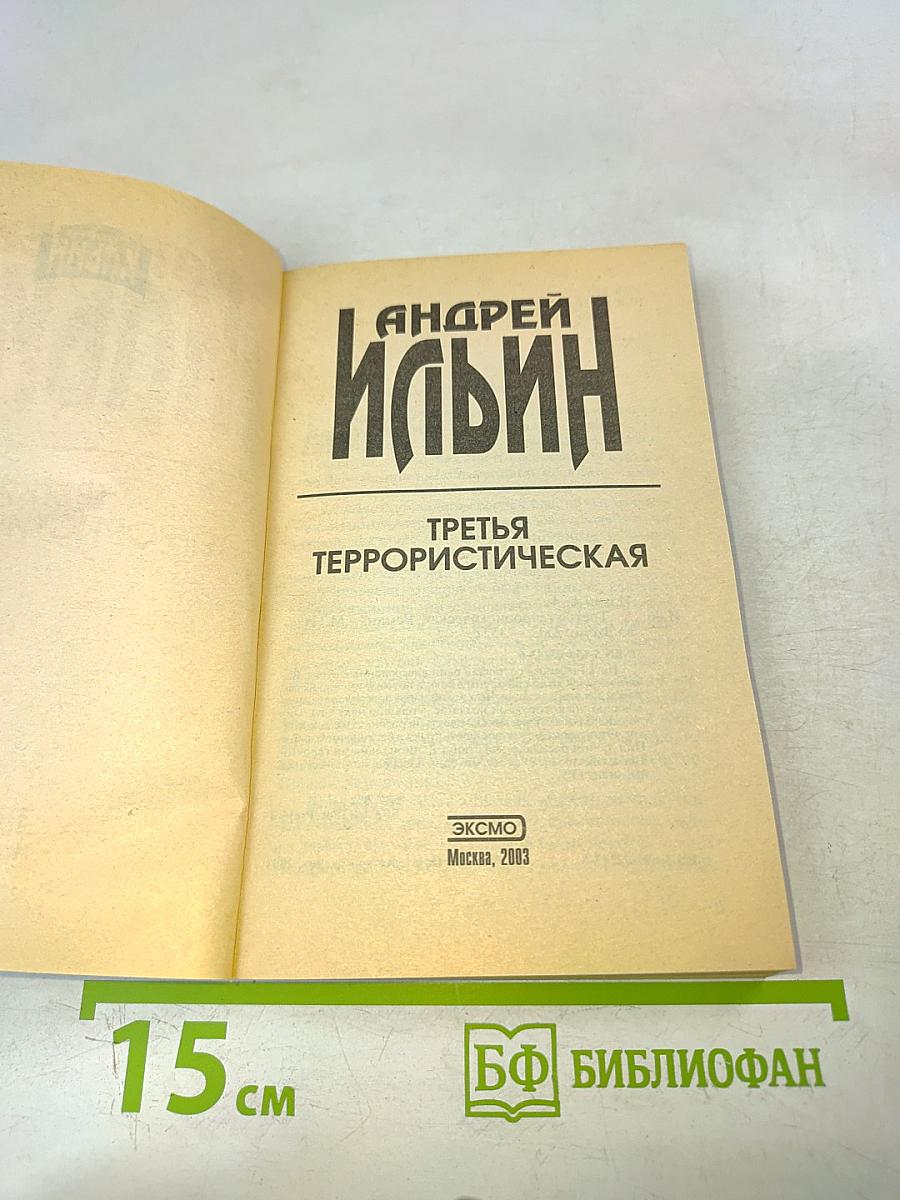 АНДРЕЙ
ИЛЬИН
ТРЕТЬЯ
ТЕРРОРИСТИЧЕСКАЯ
ЭКСМО
Москва, 2003
15 см
БФ БИБЛИОФАН